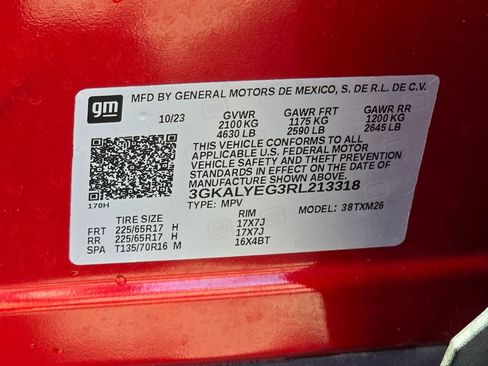 gm
MFD BY GENERAL MOTORS DE MEXICO, S. DE R.L. DE C.V.
10/23 GVWR GAWR FRT GAWR RR
2100 KG 1175 KG 1200 KG
4630 LB 2590 LB 2645 LB
THIS VEHICLE CONFORMS TO ALL
APPLICABLE U.S. FEDERAL MOTOR
VEHICLE SAFETY AND THEFT PREVENTION
STANDARDS IN EFFECT ON THE DATE OF
MANUFACTURE SHOWN ABOVE.
3GKALYEG3RL213318
170H TYPE: MPV MODEL: 38TXM26
TIRE SIZE RIM
FRT 225/65R17 H 17X7J
RR 225/65R17 H 17X7J
SPA T135/70R16 M 16X4BT